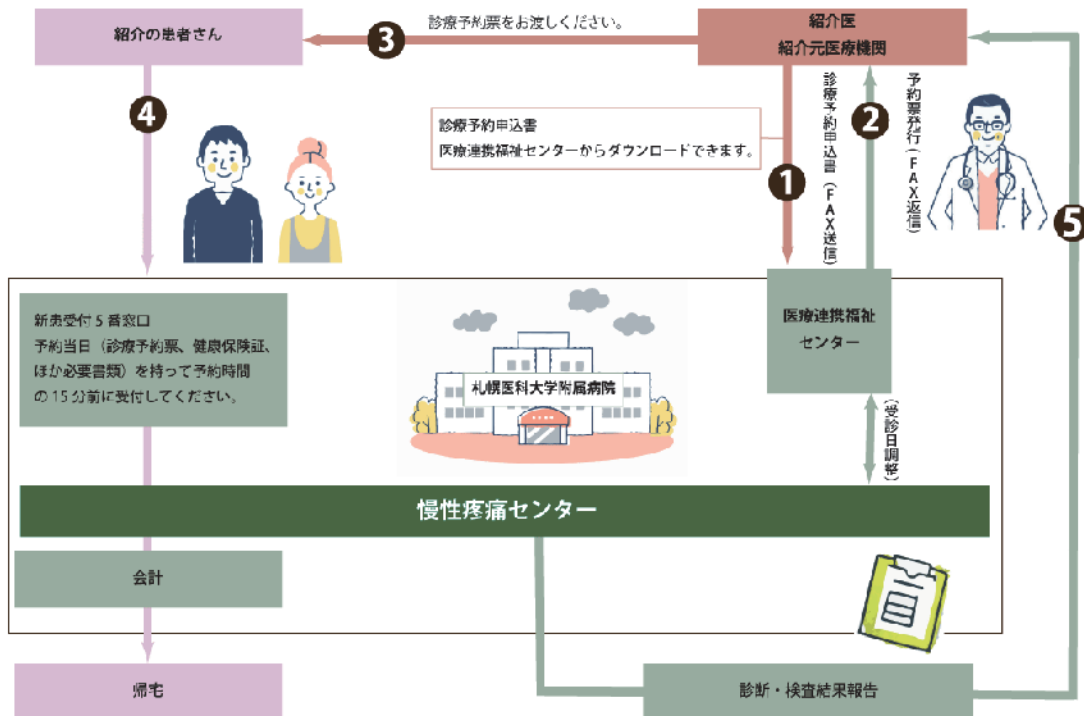 紹介の患者さん
❸
診療予約票をお渡しください。
紹介医
紹介元医療機関
❹
診療予約申込書
医療連携福祉センターからダウンロードできます。
❶
診療予約申込書（FAX送信）
❷
予約票発行（FAX返信）
❺
新患受付5番窓口
予約当日（診療予約票、健康保険証、
ほか必要書類）を持って予約時間
の15分前に受付してください。
札幌医科大学附属病院
医療連携福祉
センター
（受診日調整）
慢性疼痛センター
会計
帰宅
診断・検査結果報告